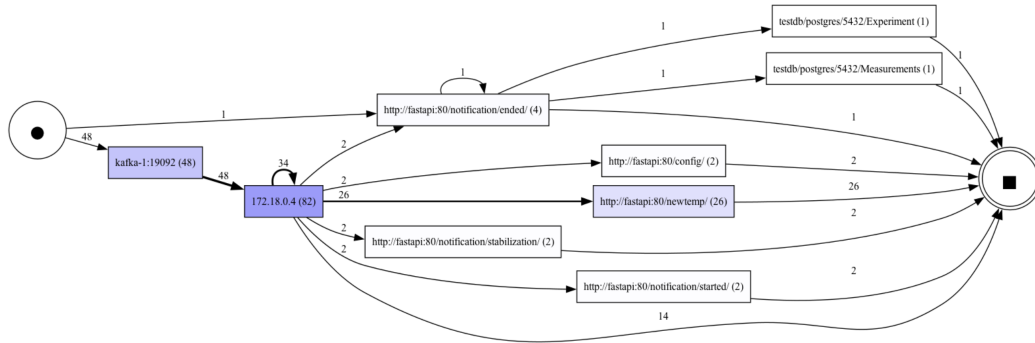 1
testdb/postgres/5432/Experiment (1)
1
1
testdb/postgres/5432/Measurements (1)
1
1
http://fastapi:80/notification/ended/ (4)
1
1
48
kafka-1:19092 (48)
48
34
172.18.0.4 (82)
2
2
http://fastapi:80/config/ (2)
2
26
http://fastapi:80/newtemp/ (26)
26
2
http://fastapi:80/notification/stabilization/ (2)
2
2
http://fastapi:80/notification/started/ (2)
2
14